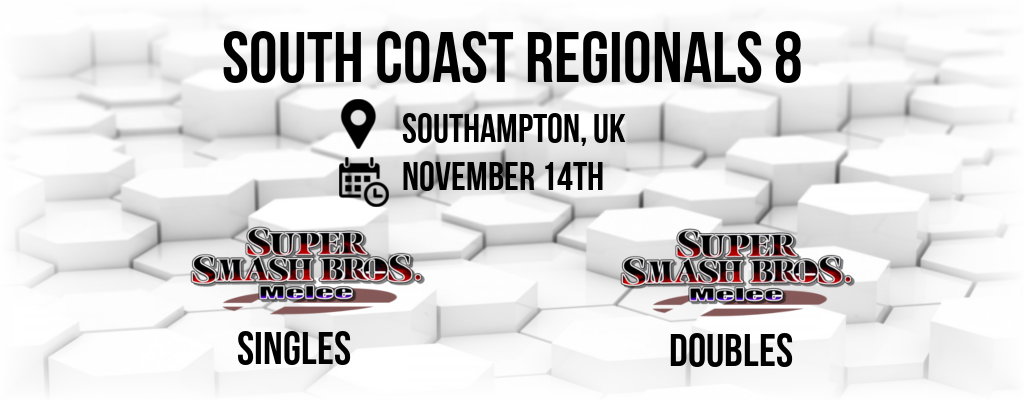 SOUTH COAST REGIONALS 8
SOUTHAMPTON, UK
NOVEMBER 14TH
SUPER
SMASH BROS.
Melee
SINGLES
SUPER
SMASH BROS.
Melee
DOUBLES